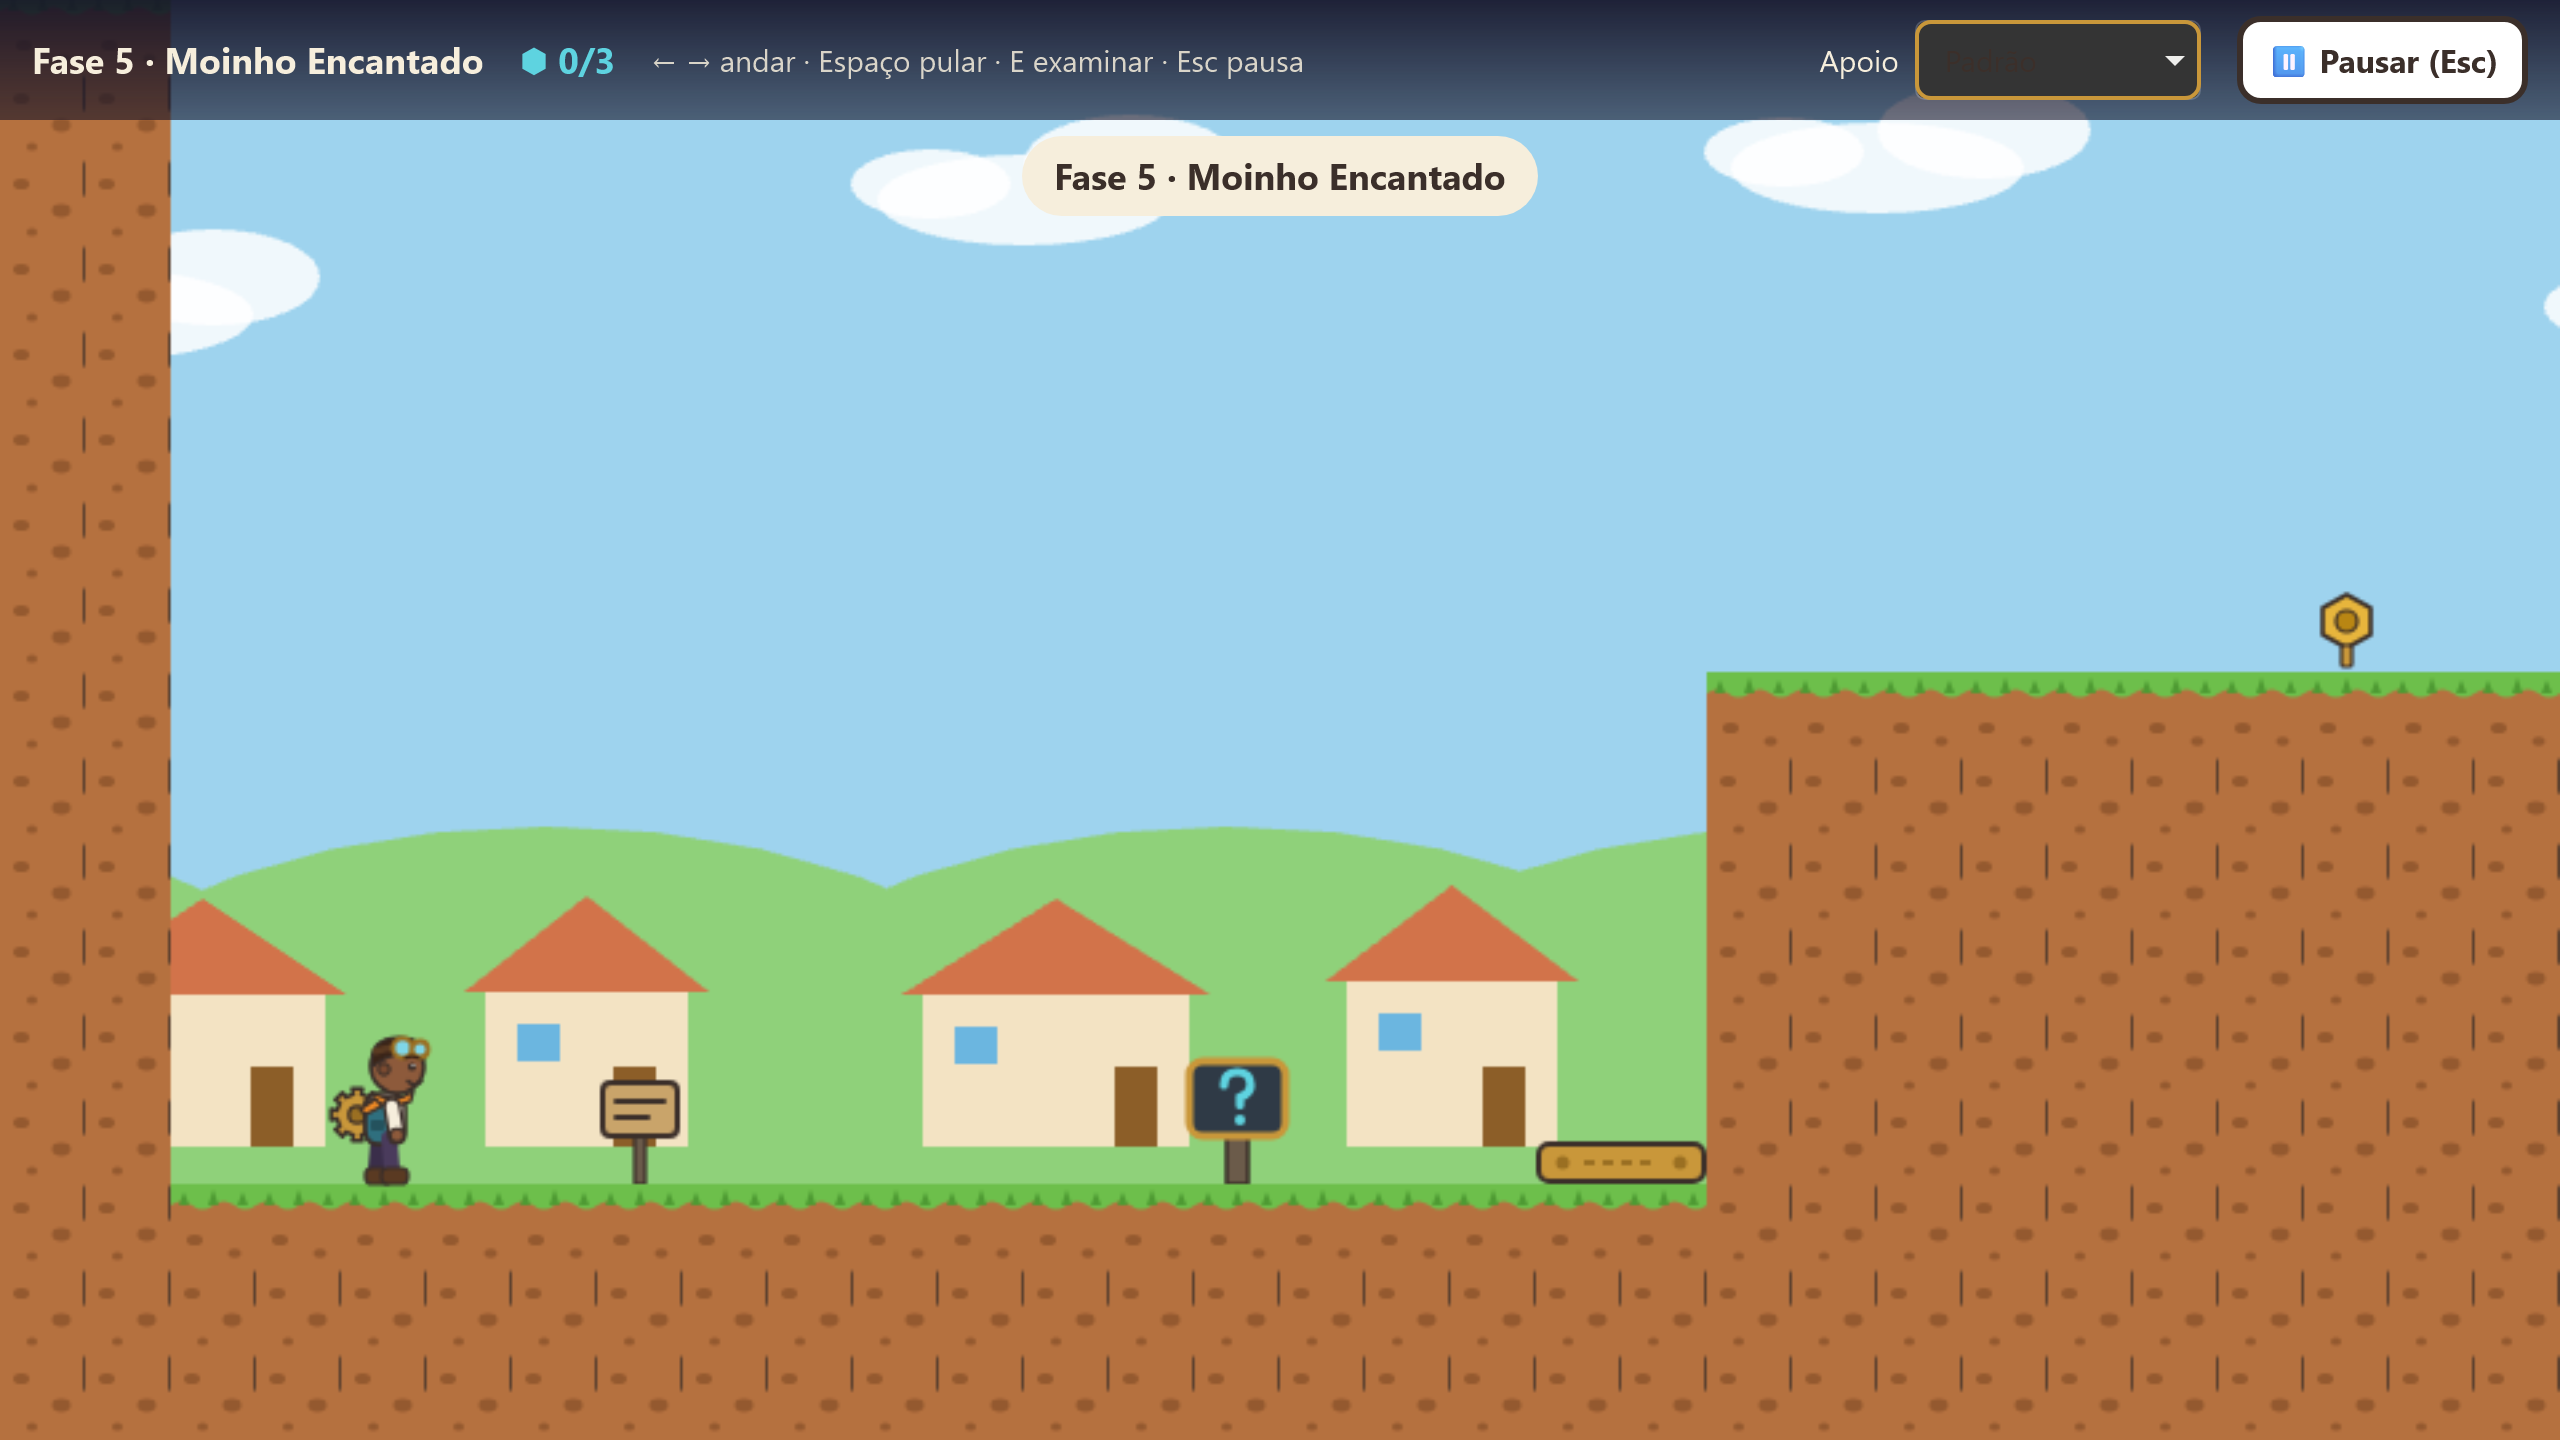 Fase 5 · Moinho Encantado
0/3
← → andar · Espaço pular · E examinar · Esc pausa
Apoio
Pausar (Esc)
Fase 5 · Moinho Encantado
?